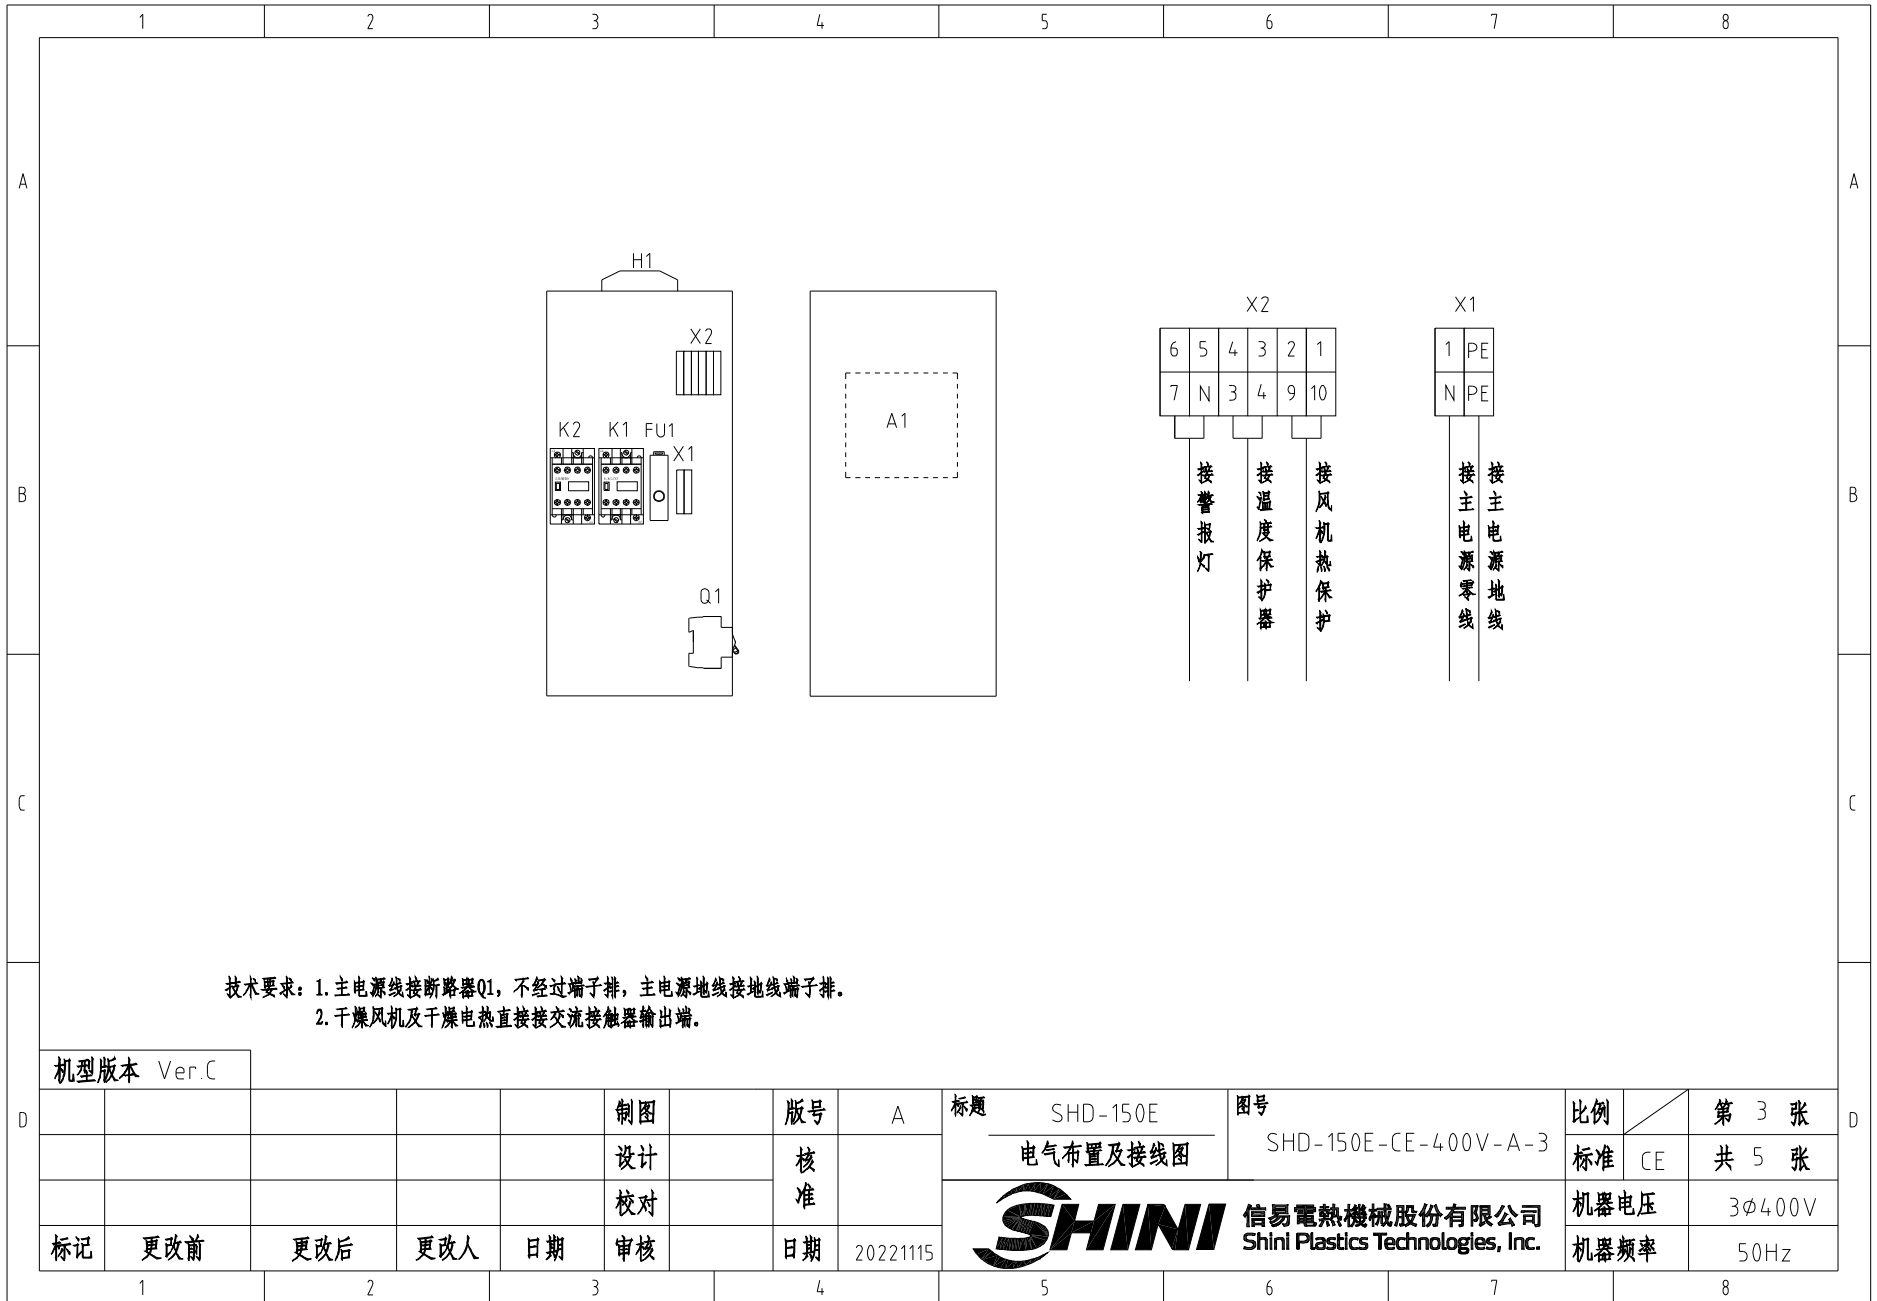 1 2 3 4 5 6 7 8
A A
H1
X2
K2 K1 FU1
X1
Q1
A1
X2
6 5 4 3 2 1
7 N 3 4 9 10
接警报灯
接温度保护器
接风机热保护
X1
1 PE
N PE
接主电源零线
接主电源地线
B B
C C
技术要求：1.主电源线接断路器Q1，不经过端子排，主电源地线接地线端子排。
2.干燥风机及干燥电热直接接交流接触器输出端。
机型版本 Ver.C
D D
制图 版号 A 标题 SHD-150E 图号 比例 第 3 张
设计 核准 电气布置及接线图 SHD-150E-CE-400V-A-3 标准 CE 共 5 张
校对 机器电压 3Φ400V
标记 更改前 更改后 更改人 日期 审核 日期 20221115 机器频率 50Hz
SHINI 信易電熱機械股份有限公司
Shini Plastics Technologies, Inc.
1 2 3 4 5 6 7 8